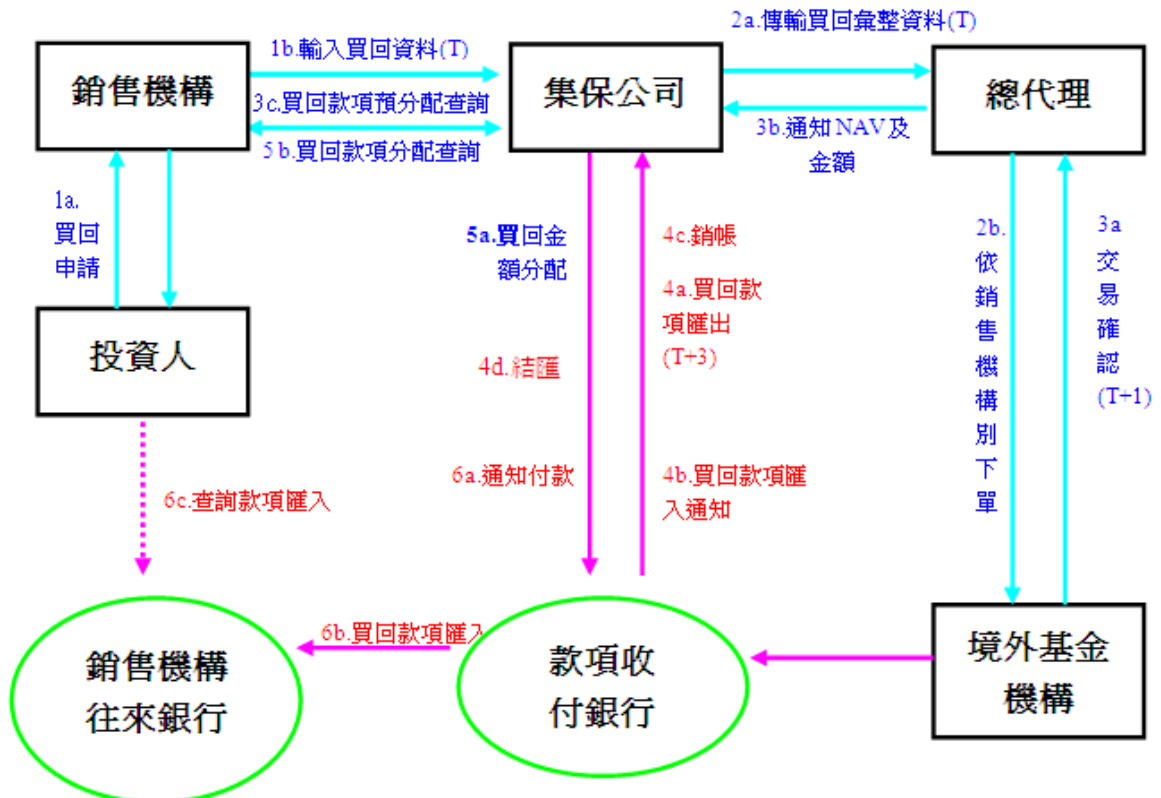 2a.傳輸買回彙整資料(T)
1b.輸入買回資料(T)
銷售機構
集保公司
總代理
3c.買回款項預分配查詢
3b.通知 NAV 及
金額
5b.買回款項分配查詢
1a.
買回
申請
5a.買回金
額分配
4c.銷帳
4a.買回款
項匯出
(T+3)
2b.
依
銷
售
機
構
別
下
單
3a
交
易
確
認
(T+1)
投資人
4d.結匯
6c.查詢款項匯入
6a.通知付款
4b.買回款項匯
入通知
6b.買回款項匯入
銷售機構
往來銀行
款項收
付銀行
境外基金
機構